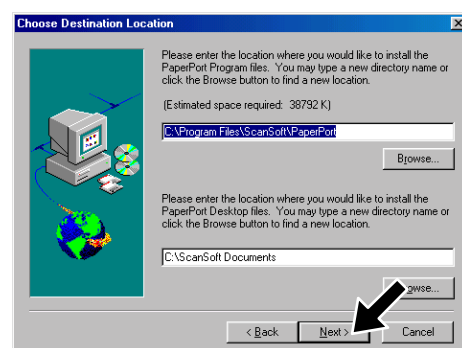 Choose Destination Location
Please enter the location where you would like to install the
PaperPort Program files. You may type a new directory name or
click the Browse button to find a new location.
(Estimated space required: 38792 K)
C:\Program Files\ScanSoft\PaperPort
Browse...
Please enter the location where you would like to install the
PaperPort Desktop files. You may type a new directory name or
click the Browse button to find a new location.
C:\ScanSoft Documents
owse...
< Back
Next >
Cancel